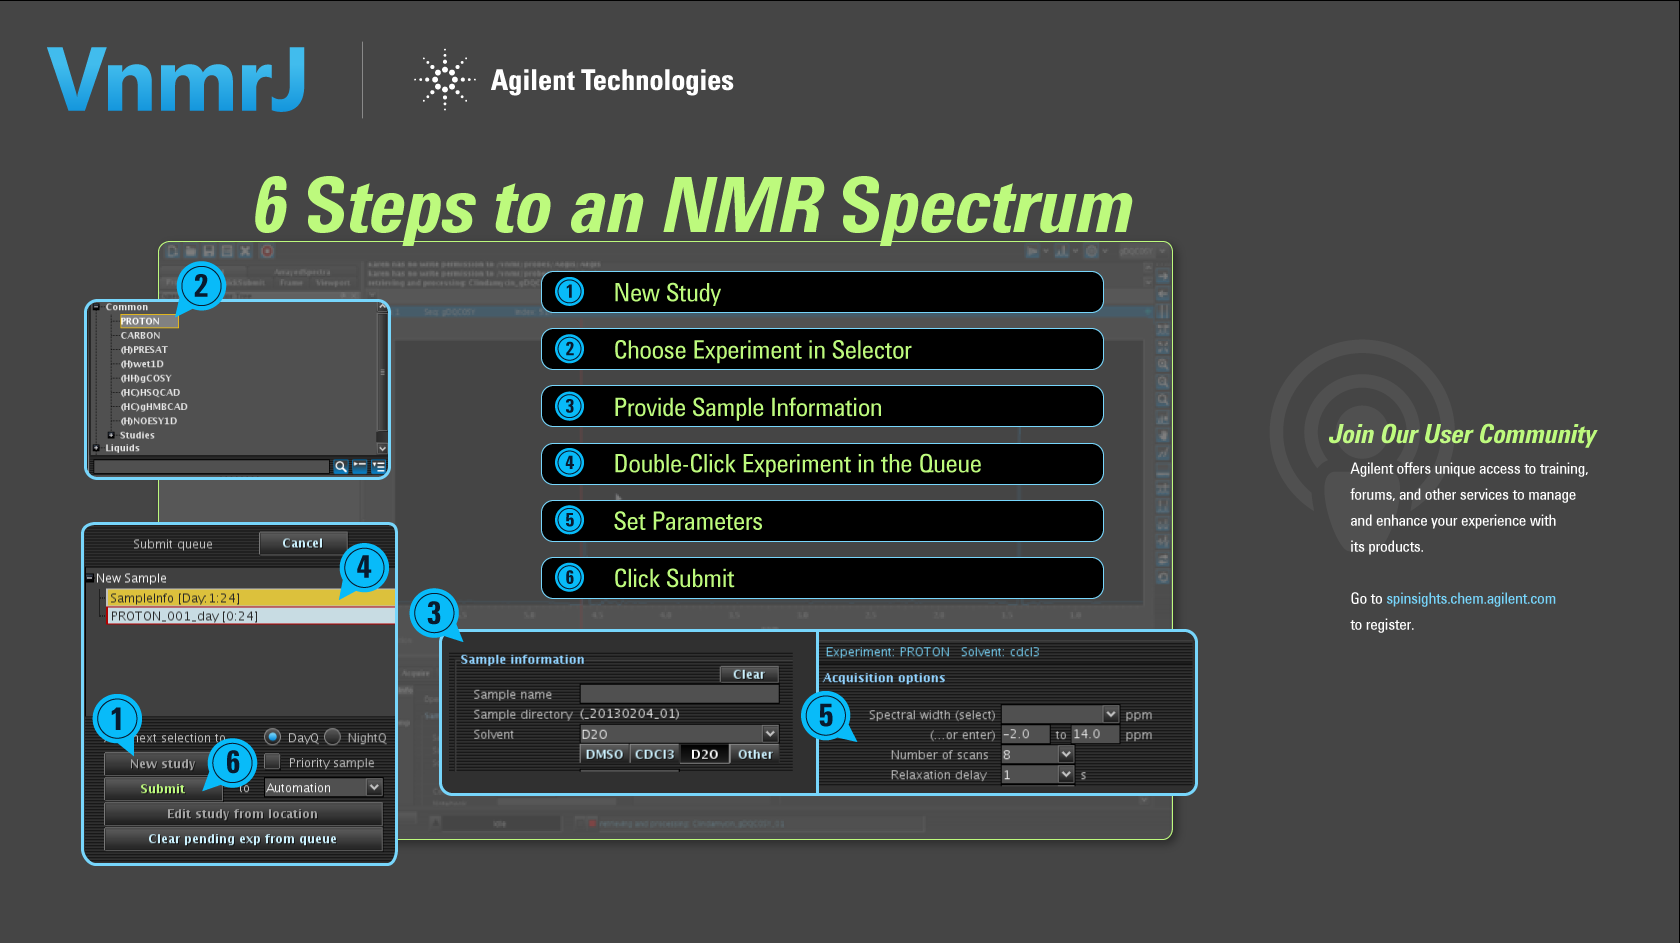 VnmrJ
Agilent Technologies
6 Steps to an NMR Spectrum
1 New Study
2 Choose Experiment in Selector
3 Provide Sample Information
4 Double-Click Experiment in the Queue
5 Set Parameters
6 Click Submit
2
Common
PROTON
CARBON
(H)PRESAT
(H)wet1D
(HH)gCOSY
(HC)HSQCAD
(HC)gHMBCAD
(H)NOESY1D
Studies
Liquids
Submit queue
Cancel
4
New Sample
SampleInfo [Day: 1:24]
PROTON_001_day [0:24]
1
next selection to
DayQ
NightQ
New study
6
Priority sample
Submit
to
Automation
Edit study from location
Clear pending exp from queue
3
Sample information
Clear
Sample name
Sample directory (_20130204_01)
Solvent
D2O
DMSO CDCl3 D2O Other
Experiment: PROTON Solvent: cdcl3
Acquisition options
5
Spectral width (select)
ppm
(...or enter) -2.0 to 14.0 ppm
Number of scans 8
Relaxation delay 1 s
Join Our User Community
Agilent offers unique access to training,
forums, and other services to manage
and enhance your experience with
its products.
Go to spinsights.chem.agilent.com
to register.